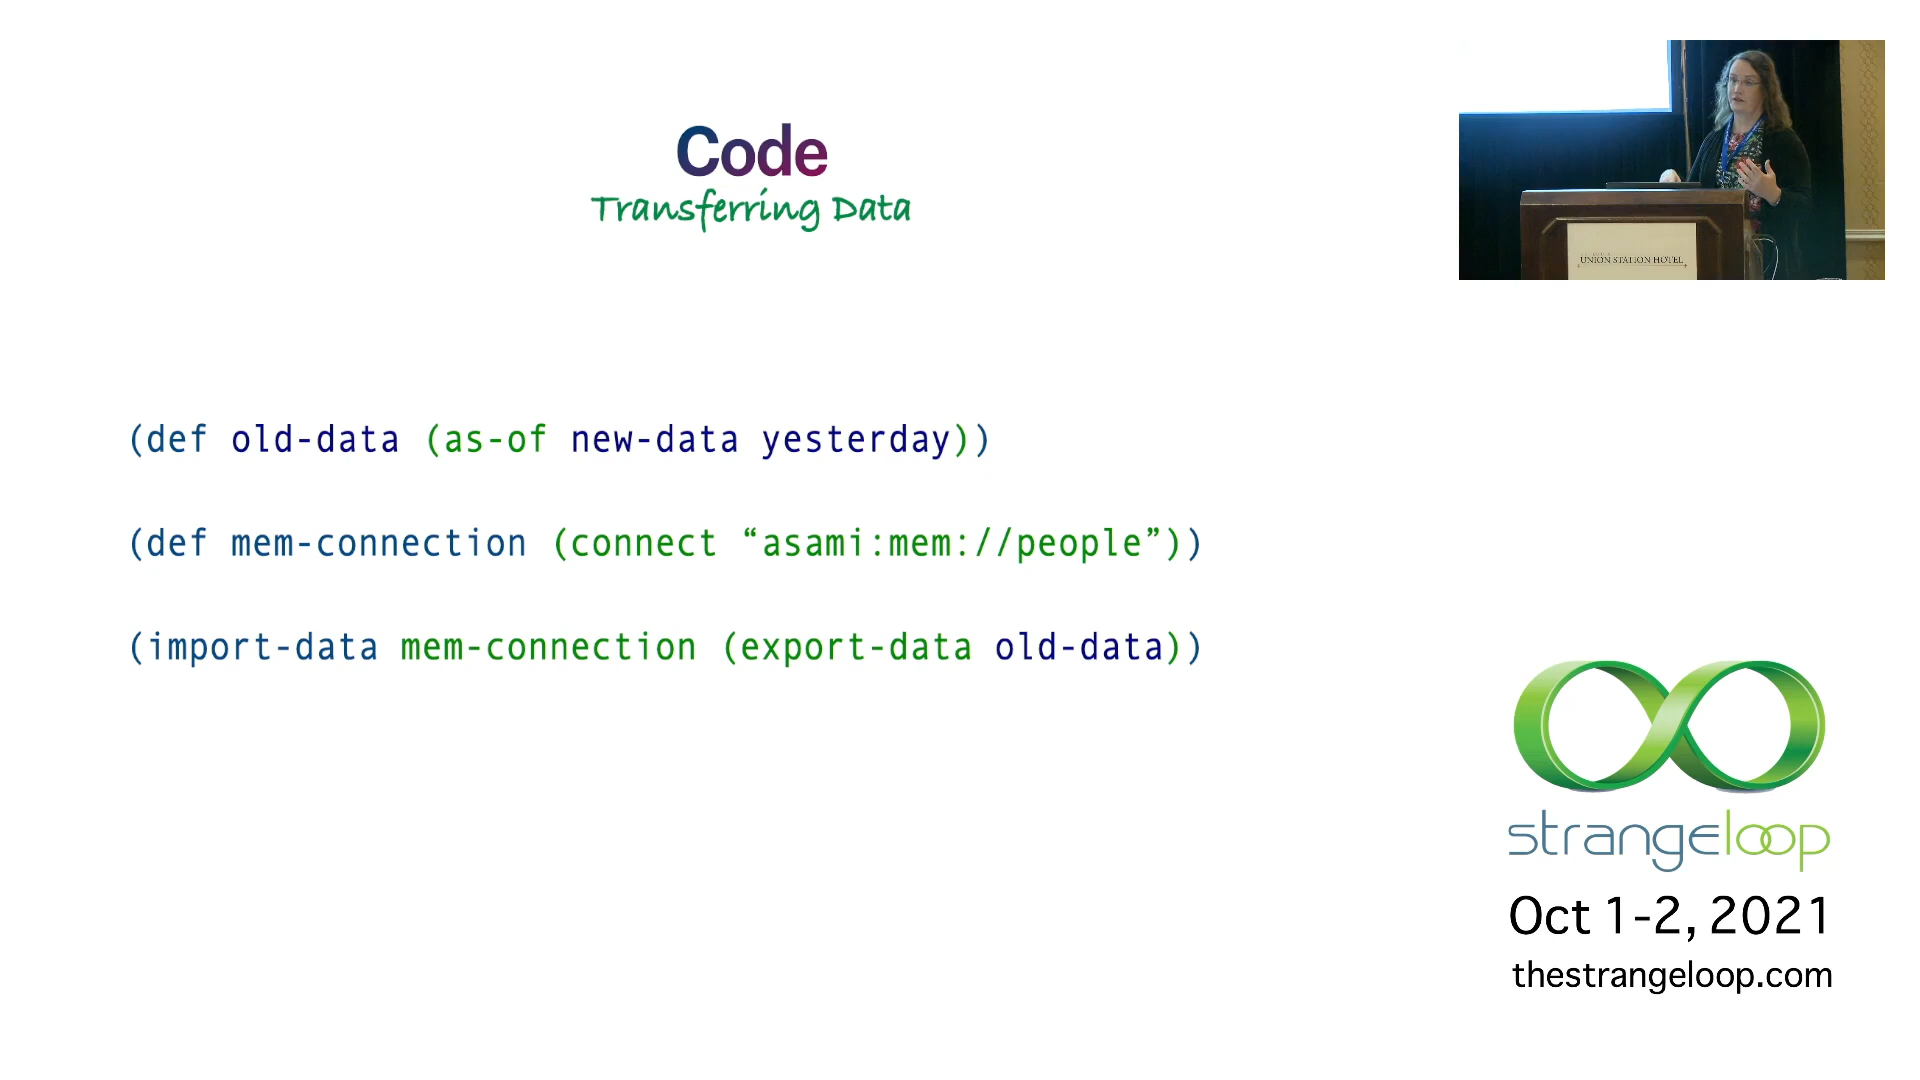 Code
Transferring Data
(def old-data (as-of new-data yesterday))
(def mem-connection (connect “asami:mem://people”))
(import-data mem-connection (export-data old-data))
UNION STATION HOTEL
strangeloop
Oct 1-2, 2021
thestrangeloop.com